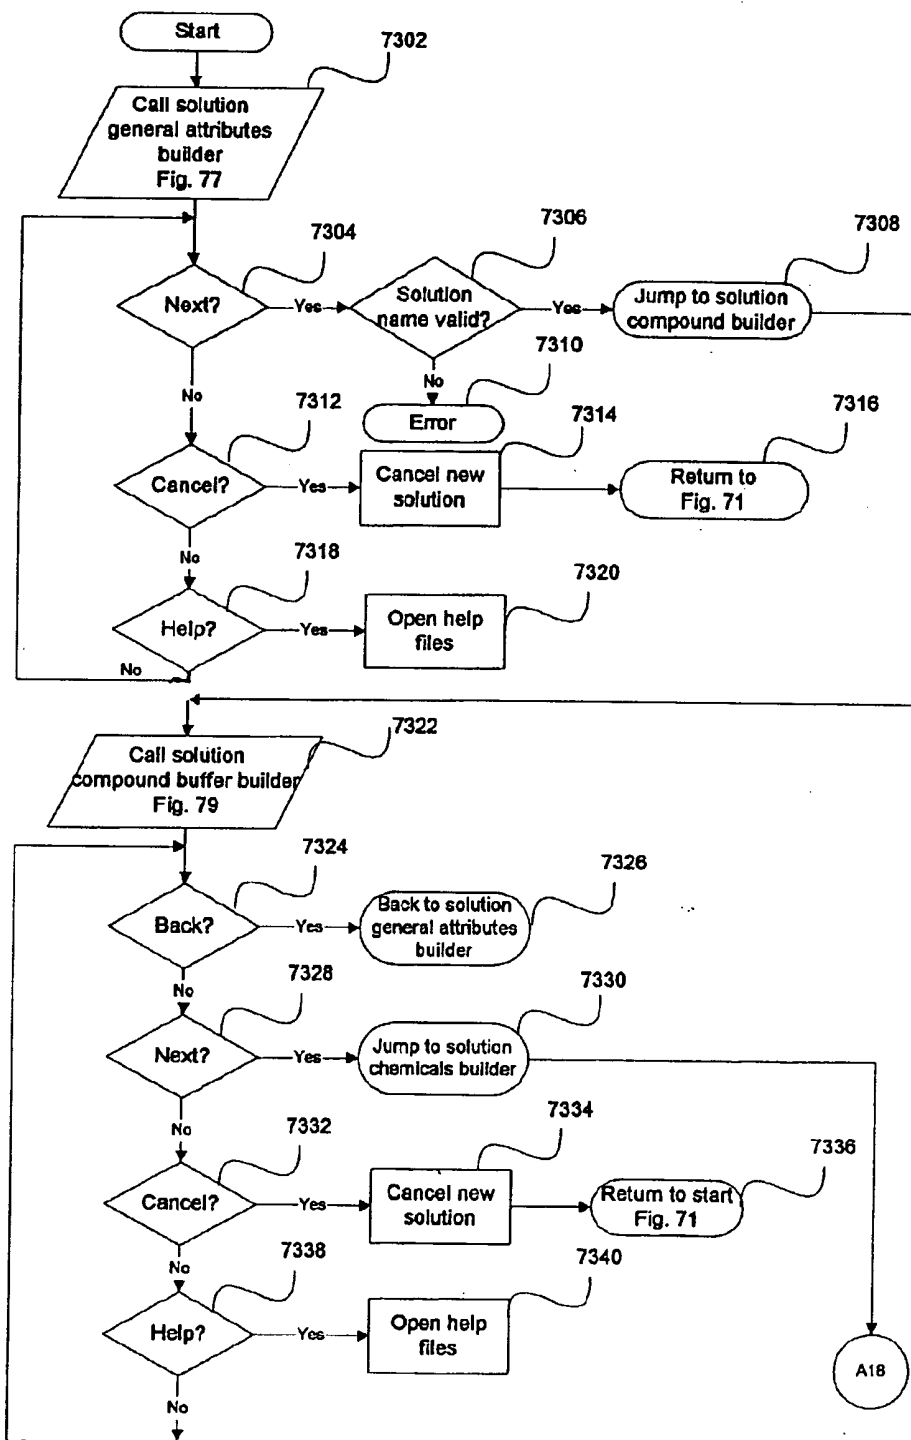 Start
7302
Call solution
general attributes
builder
Fig. 77
7304
7306
7308
Next?
Yes
Solution
name valid?
Yes
Jump to solution
compound builder
No
7310
Error
No
7312
7314
7316
Cancel?
Yes
Cancel new
solution
Return to
Fig. 71
No
7318
7320
Help?
Yes
Open help
files
No
7322
Call solution
compound buffer builder
Fig. 79
7324
7326
Back?
Yes
Back to solution
general attributes
builder
No
7328
7330
Next?
Yes
Jump to solution
chemicals builder
No
7332
7334
7336
Cancel?
Yes
Cancel new
solution
Return to start
Fig. 71
No
7338
7340
Help?
Yes
Open help
files
A18
No